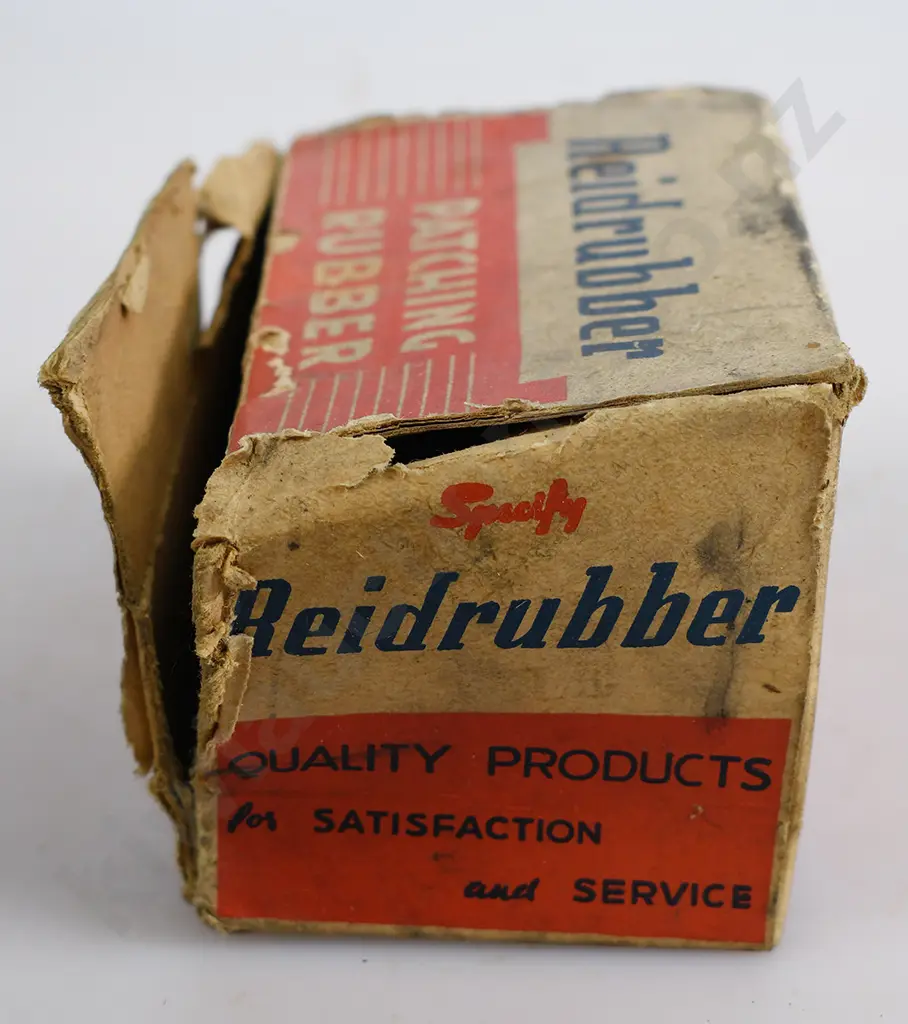 Reidrubber
PATCHING
RUBBER
Specify
Reidrubber
QUALITY PRODUCTS
for SATISFACTION
and SERVICE